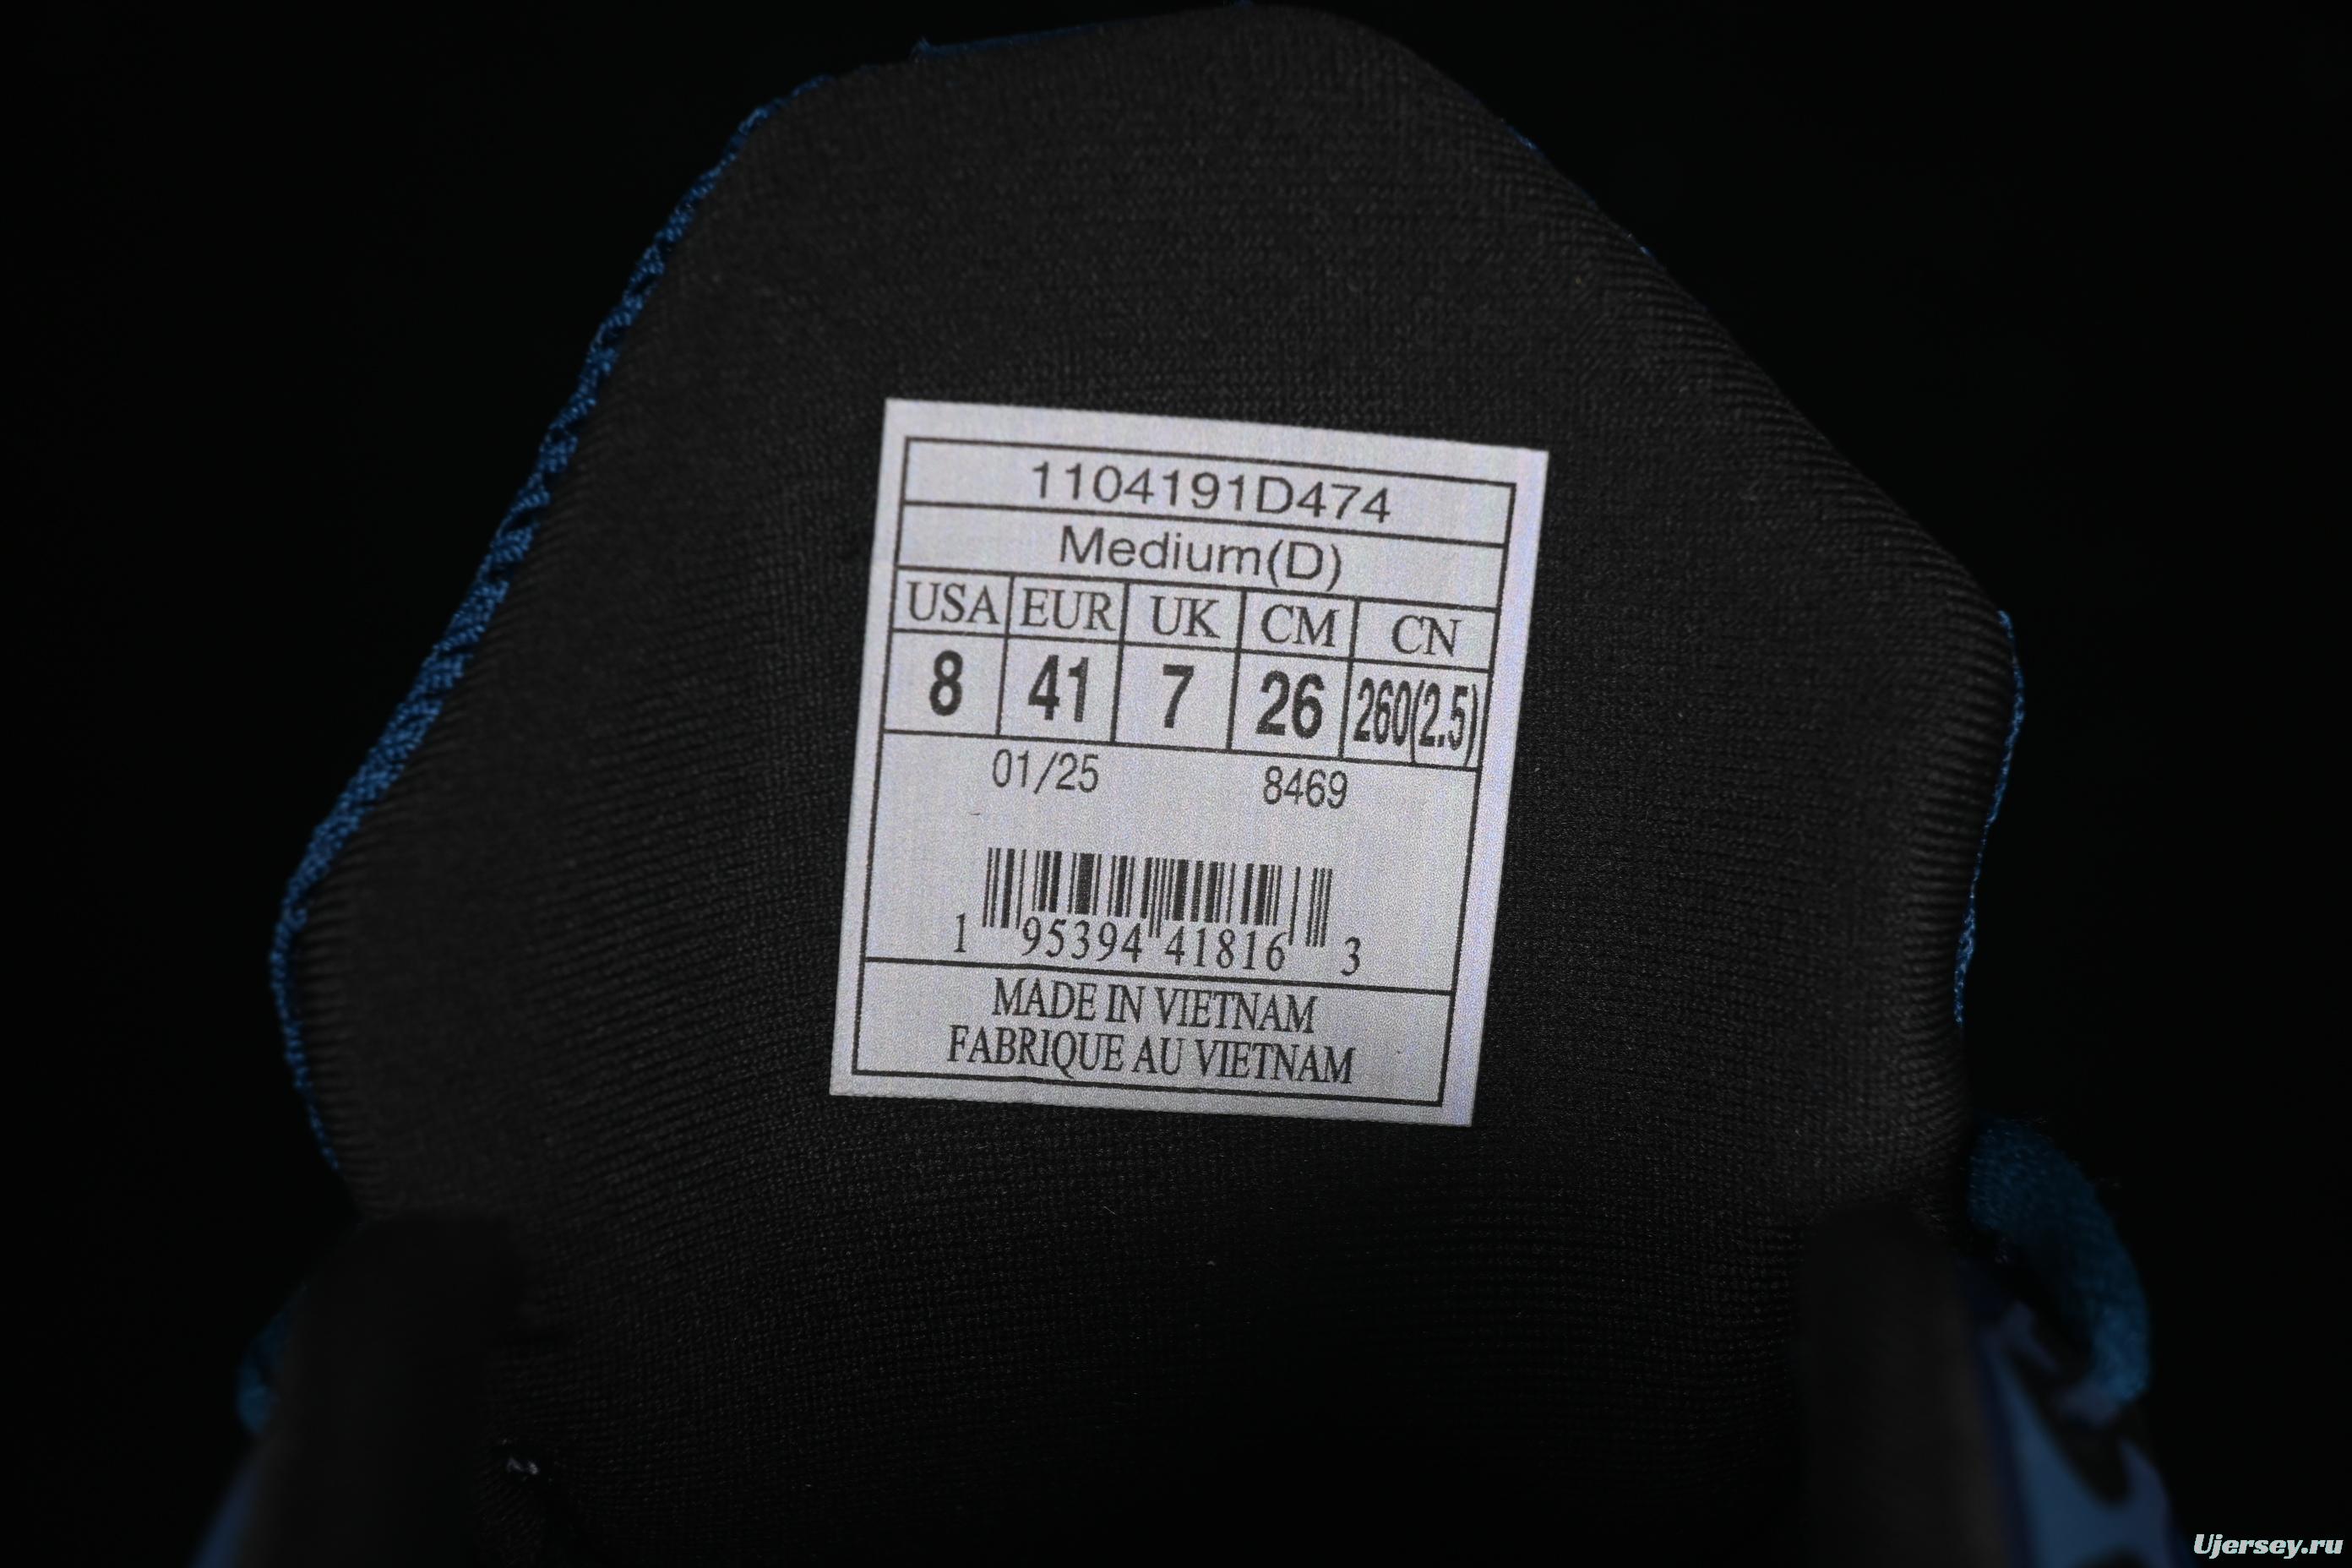 1104191D474
Medium(D)
USA EUR UK CM CN
8 41 7 26 260(2.5)
01/25 8469
1 95394 41816 3
MADE IN VIETNAM
FABRIQUE AU VIETNAM
Ujersey.ru